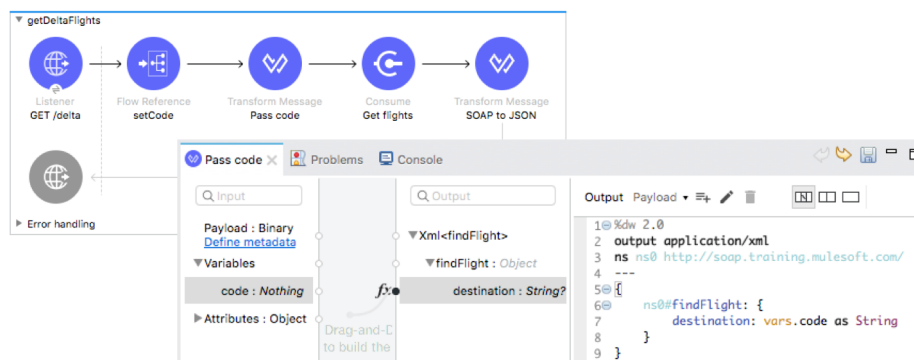 getDeltaFlights
Listener
GET /delta
Flow Reference
setCode
Transform Message
Pass code
Consume
Get flights
Transform Message
SOAP to JSON
Error handling
Pass code
Problems
Console
Input
Payload : Binary
Define metadata
Variables
code : Nothing
Attributes : Object
fx
Drag-and-D
to build the
Output
Xml<findFlight>
findFlight : Object
destination : String?
Output Payload
1 %dw 2.0
2 output application/xml
3 ns ns0 http://soap.training.mulesoft.com/
4 ---
5 {
6 ns0#findFlight: {
7 destination: vars.code as String
8 }
9 }